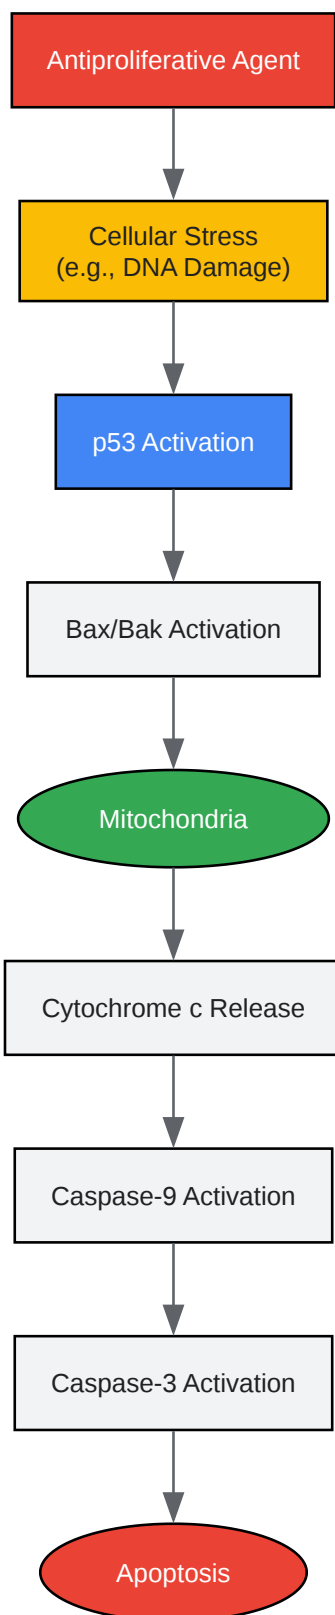 Antiproliferative Agent
Cellular Stress
(e.g., DNA Damage)
p53 Activation
Bax/Bak Activation
Mitochondria
Cytochrome c Release
Caspase-9 Activation
Caspase-3 Activation
Apoptosis